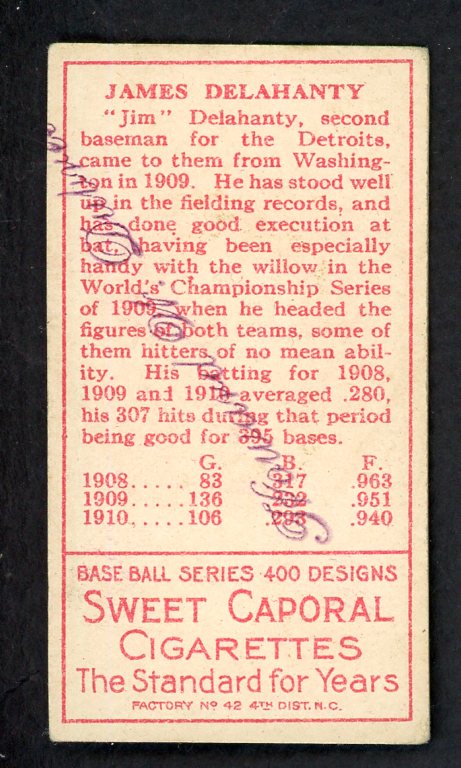 JAMES DELAHANTY
"Jim" Delahanty, second
baseman for the Detroits,
came to them from Washing-
ton in 1909. He has stood well
up in the fielding records, and
has done good execution at
bat, having been especially
handy with the willow in the
World's Championship Series
of 1909, when he headed the
figures of both teams, some of
them hitters of no mean abil-
ity. His batting for 1908,
1909 and 1910 averaged .280,
his 307 hits during that period
being good for 395 bases.
G. B. F.
1908..... 83 .317 .963
1909..... 136 .232 .951
1910..... 106 .293 .940
BASE BALL SERIES 400 DESIGNS
SWEET CAPORAL
CIGARETTES
The Standard for Years
FACTORY Nº 42 4TH DIST. N.C.